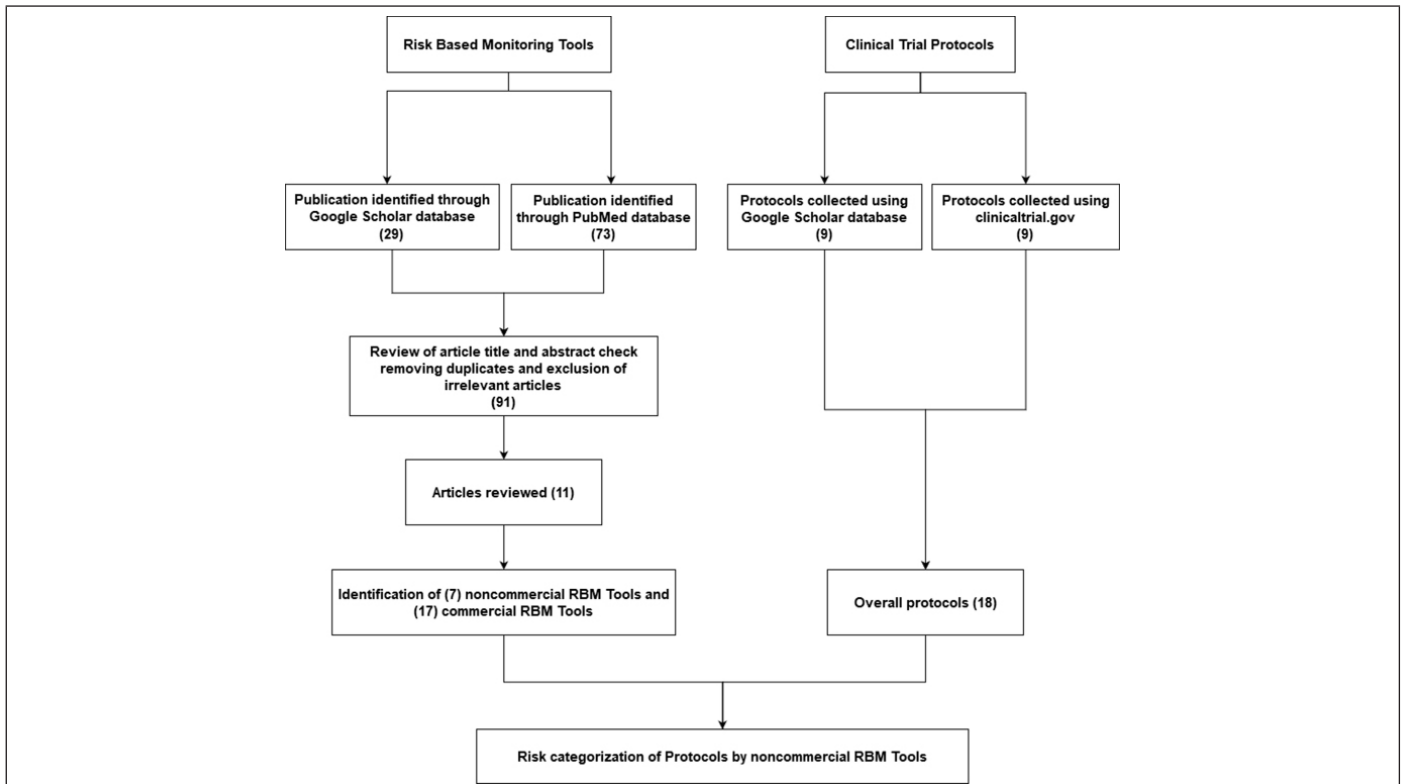 Risk Based Monitoring Tools
Clinical Trial Protocols
Publication identified through
Google Scholar database
(29)
Publication identified
through PubMed database
(73)
Protocols collected using
Google Scholar database
(9)
Protocols collected using
clinicaltrial.gov
(9)
Review of article title and abstract check
removing duplicates and exclusion of
irrelevant articles
(91)
Articles reviewed (11)
Identification of (7) noncommercial RBM Tools and
(17) commercial RBM Tools
Overall protocols (18)
Risk categorization of Protocols by noncommercial RBM Tools